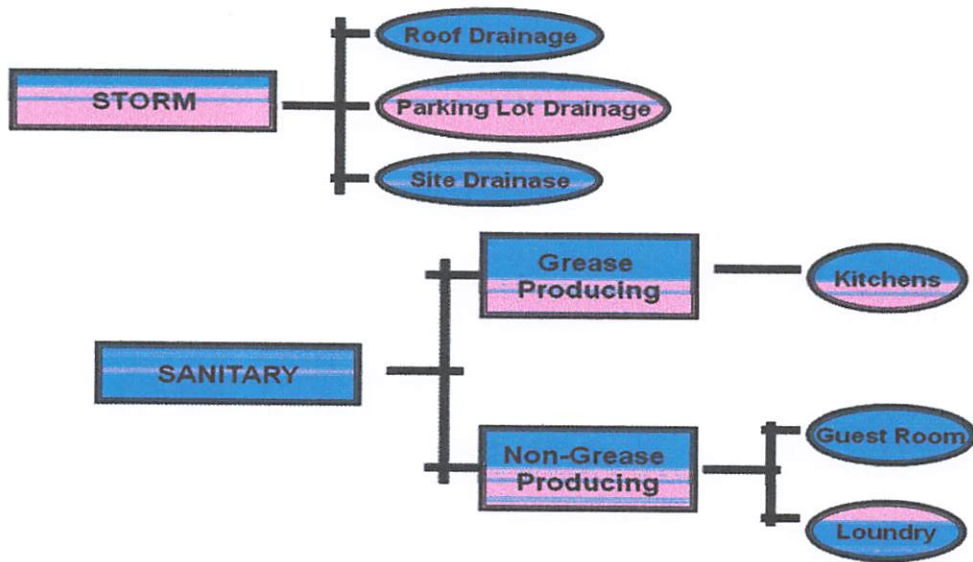 Roof Drainage
STORM
Parking Lot Drainage
Site Drainase
Grease
Producing
Kitchens
SANITARY
Non-Grease
Producing
Guest Room
Loundry